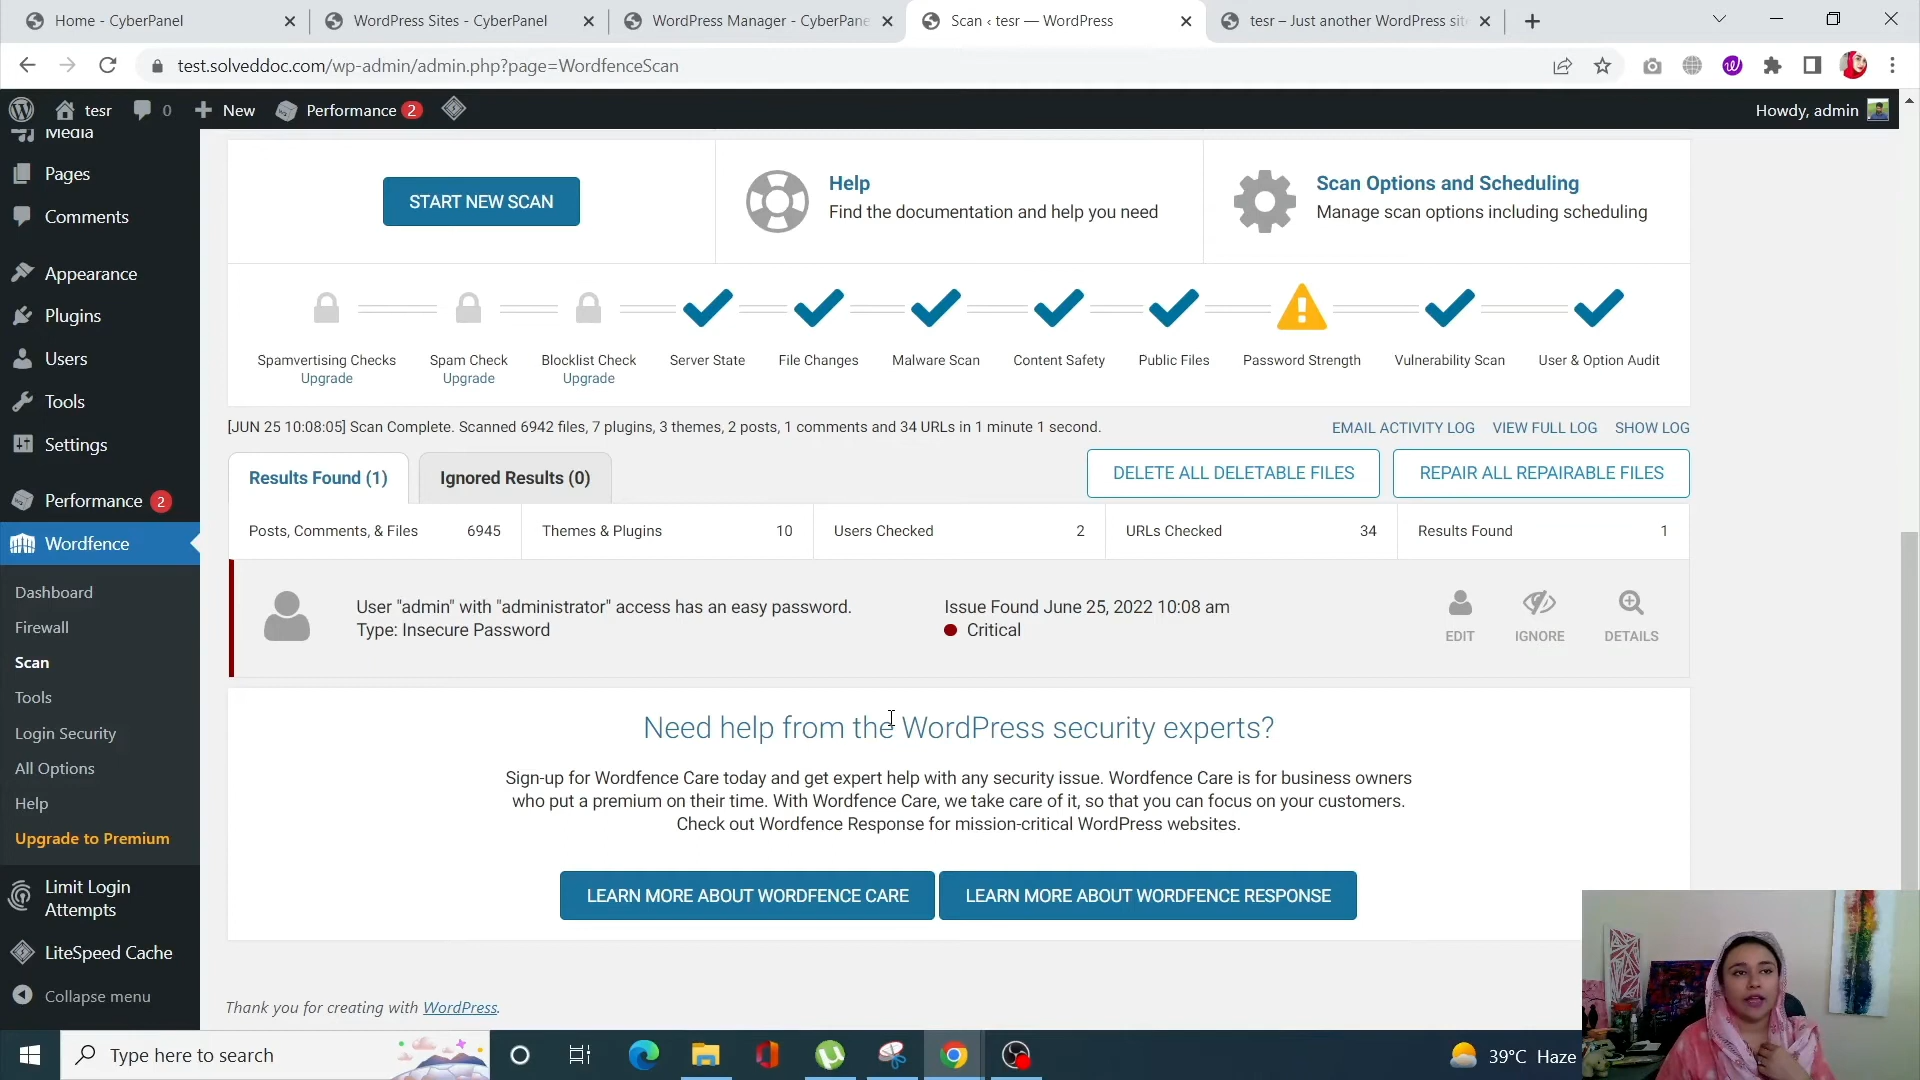 Home - CyberPanel
WordPress Sites - CyberPanel
WordPress Manager - CyberPane
Scan ‹ tesr — WordPress
tesr – Just another WordPress sit
test.solveddoc.com/wp-admin/admin.php?page=WordfenceScan
tesr
0
New
Performance 2
Howdy, admin
Media
Pages
Comments
Appearance
Plugins
Users
Tools
Settings
Performance 2
Wordfence
Dashboard
Firewall
Scan
Tools
Login Security
All Options
Help
Upgrade to Premium
Limit Login
Attempts
LiteSpeed Cache
Collapse menu
START NEW SCAN
Help
Find the documentation and help you need
Scan Options and Scheduling
Manage scan options including scheduling
Spamvertising Checks
Upgrade
Spam Check
Upgrade
Blocklist Check
Upgrade
Server State
File Changes
Malware Scan
Content Safety
Public Files
Password Strength
Vulnerability Scan
User & Option Audit
[JUN 25 10:08:05] Scan Complete. Scanned 6942 files, 7 plugins, 3 themes, 2 posts, 1 comments and 34 URLs in 1 minute 1 second.
EMAIL ACTIVITY LOG
VIEW FULL LOG
SHOW LOG
Results Found (1)
Ignored Results (0)
DELETE ALL DELETABLE FILES
REPAIR ALL REPAIRABLE FILES
Posts, Comments, & Files 6945
Themes & Plugins 10
Users Checked 2
URLs Checked 34
Results Found 1
User "admin" with "administrator" access has an easy password.
Type: Insecure Password
Issue Found June 25, 2022 10:08 am
Critical
EDIT
IGNORE
DETAILS
Need help from the WordPress security experts?
Sign-up for Wordfence Care today and get expert help with any security issue. Wordfence Care is for business owners
who put a premium on their time. With Wordfence Care, we take care of it, so that you can focus on your customers.
Check out Wordfence Response for mission-critical WordPress websites.
LEARN MORE ABOUT WORDFENCE CARE
LEARN MORE ABOUT WORDFENCE RESPONSE
Thank you for creating with WordPress.
Type here to search
39°C Haze